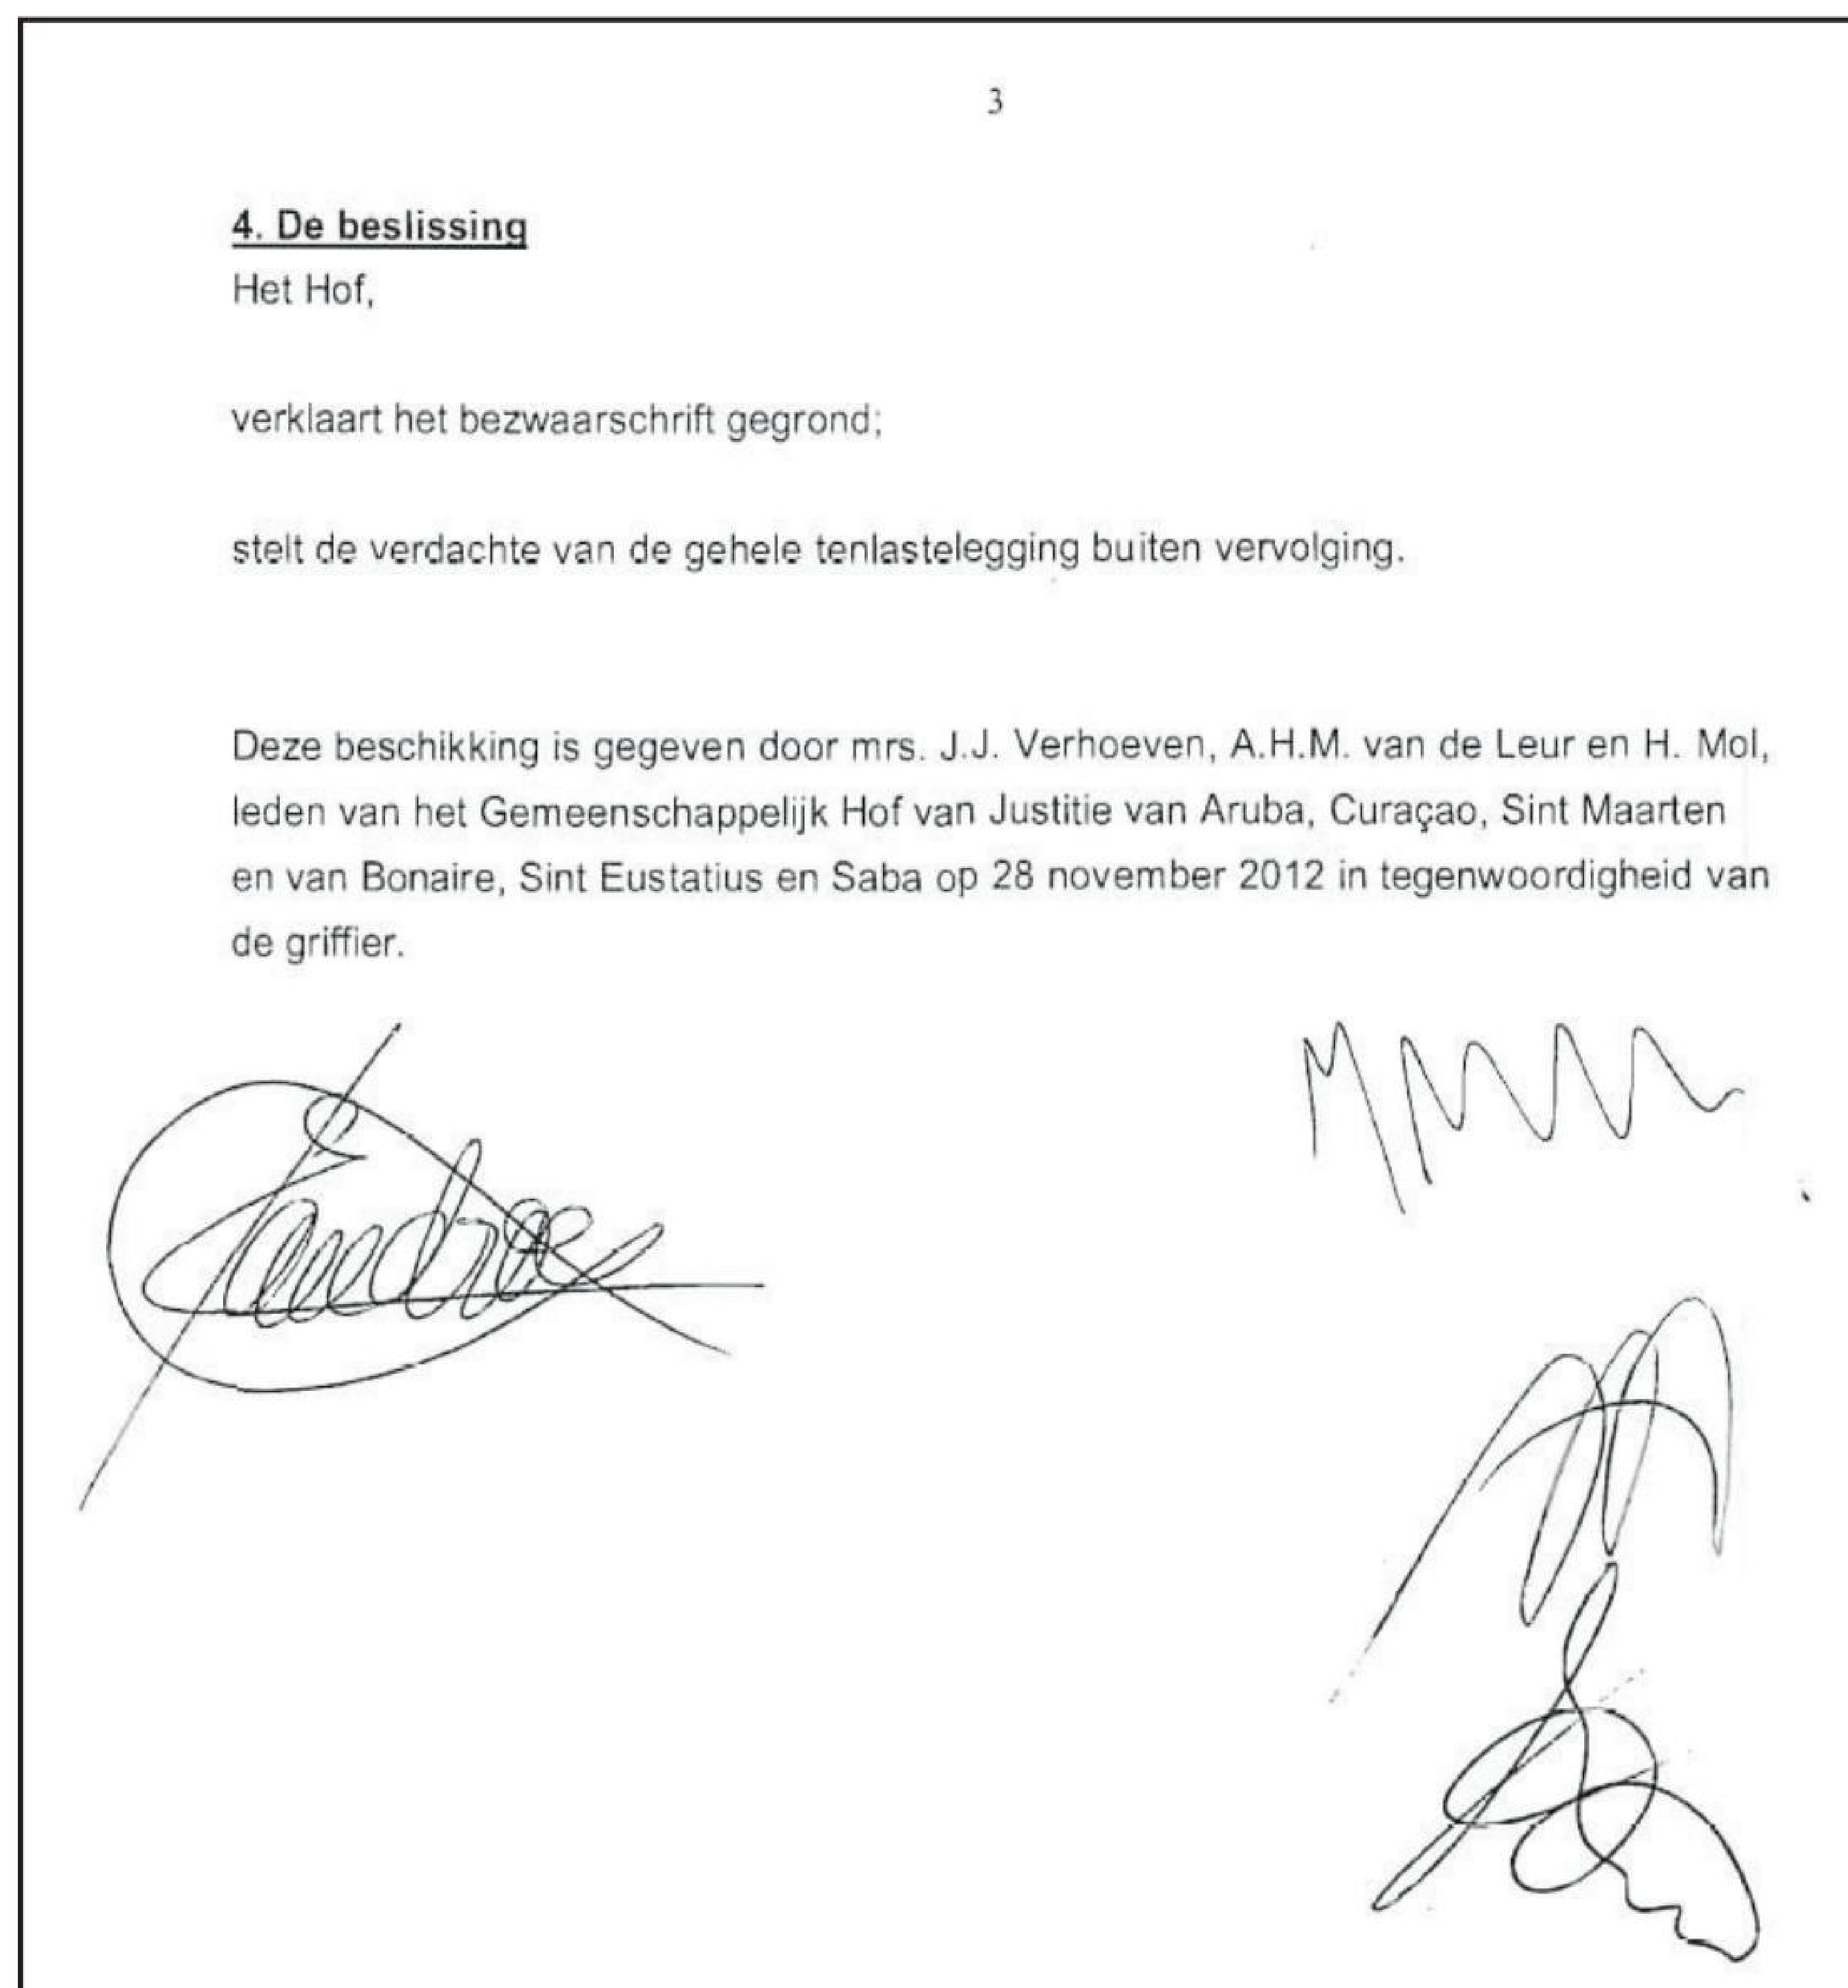 3
4. De beslissing
Het Hof,
verklaart het bezwaarschrift gegrond;
stelt de verdachte van de gehele tenlastelegging buiten vervolging.
Deze beschikking is gegeven door mrs. J.J. Verhoeven, A.H.M. van de Leur en H. Mol,
leden van het Gemeenschappelijk Hof van Justitie van Aruba, Curaçao, Sint Maarten
en van Bonaire, Sint Eustatius en Saba op 28 november 2012 in tegenwoordigheid van
de griffier.